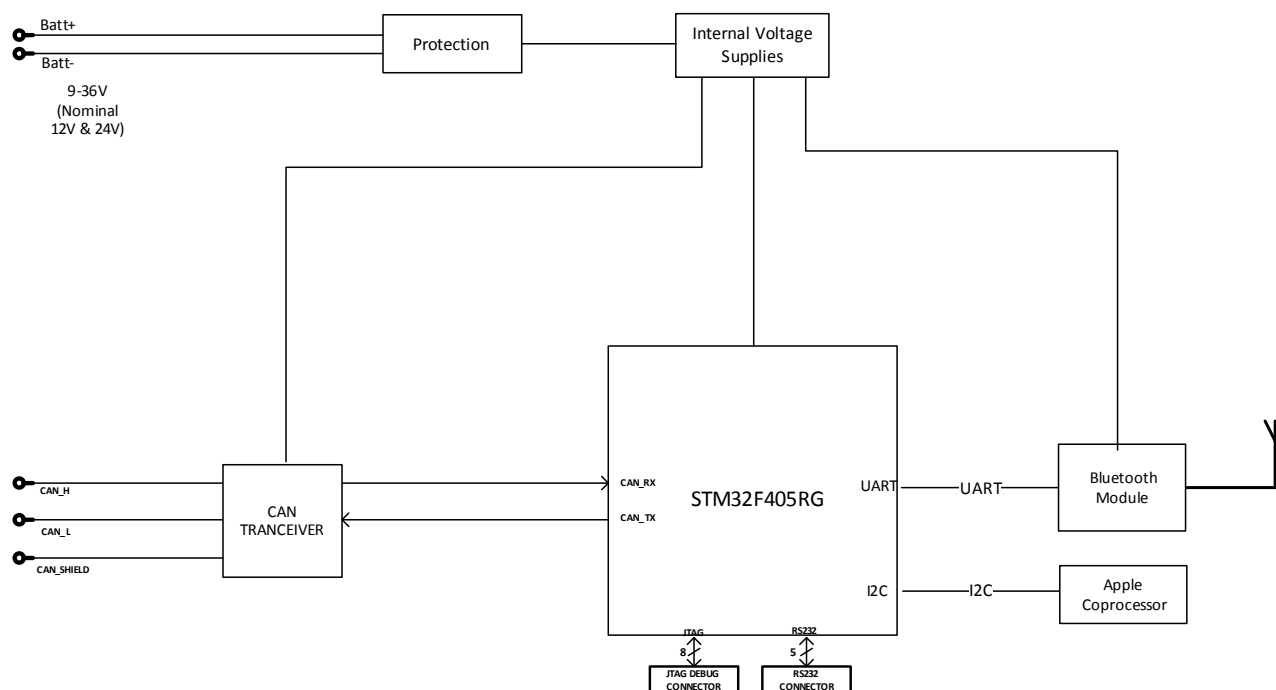 Batt+
Batt-
9-36V
(Nominal
12V & 24V)
Protection
Internal Voltage
Supplies
CAN_H
CAN_L
CAN_SHIELD
CAN
TRANCEIVER
CAN_RX
CAN_TX
STM32F405RG
UART
UART
Bluetooth
Module
I2C
I2C
Apple
Coprocessor
JTAG
RS232
8
5
JTAG DEBUG
CONNECTOR
RS232
CONNECTOR